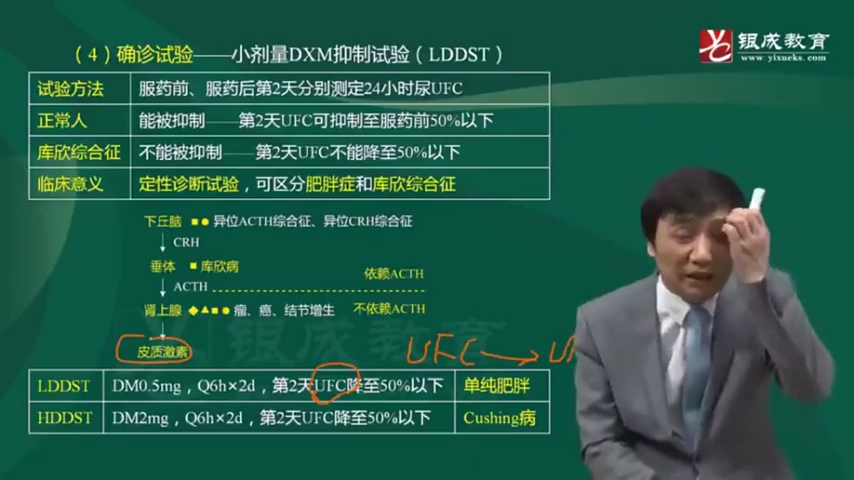 （4）确诊试验——小剂量DXM抑制试验（LDDST）
银成教育
www.yixueks.com
试验方法 服药前、服药后第2天分别测定24小时尿UFC
正常人 能被抑制——第2天UFC可抑制至服药前50%以下
库欣综合征 不能被抑制——第2天UFC不能降至50%以下
临床意义 定性诊断试验，可区分肥胖症和库欣综合征
下丘脑 ■● 异位ACTH综合征、异位CRH综合征
CRH
垂体 ■ 库欣病
依赖ACTH
ACTH
肾上腺 ◆▲■● 瘤、癌、结节增生 不依赖ACTH
银成教育
皮质激素
UFC → U
LDDST DM0.5mg，Q6h×2d，第2天UFC降至50%以下 单纯肥胖
HDDST DM2mg，Q6h×2d，第2天UFC降至50%以下 Cushing病